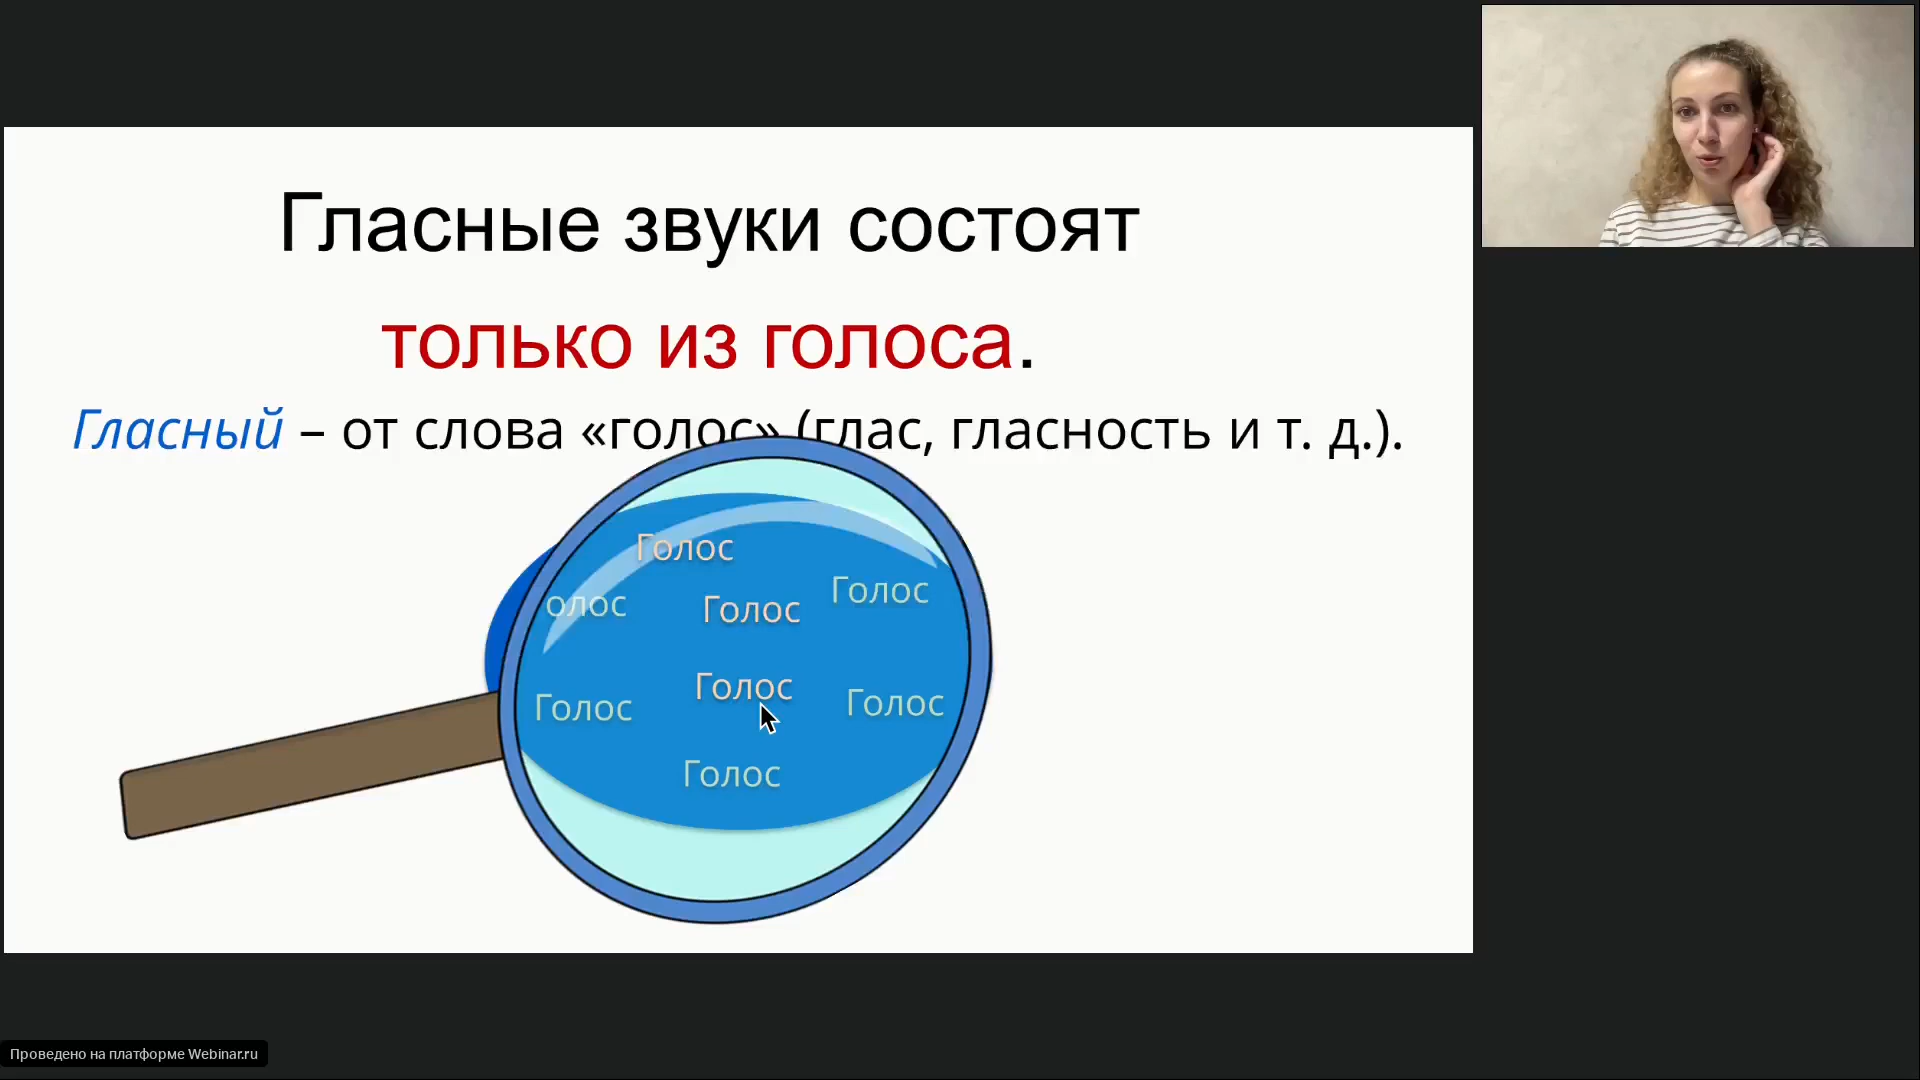 Гласные звуки состоят
только из голоса.
Гласный – от слова «голос» (глас, гласность и т. д.).
Голос
Голос
олос
Голос
Голос
Голос
Голос
Голос
Проведено на платформе Webinar.ru